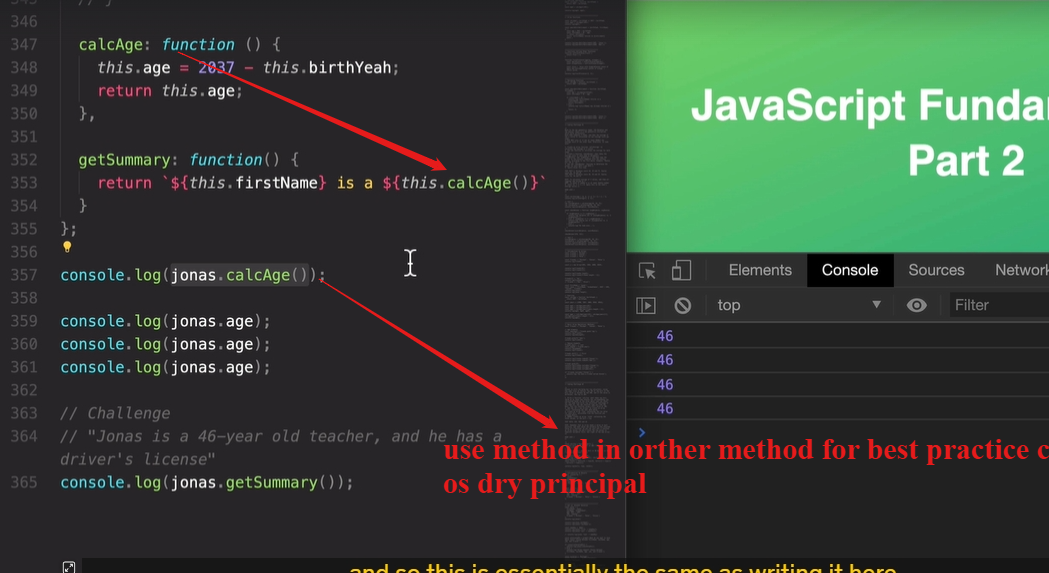 346
347 calcAge: function () {
348 this.age = 2037 - this.birthYeah;
349 return this.age;
350 },
351
352 getSummary: function() {
353 return `${this.firstName} is a ${this.calcAge()}`
354 }
355 };
356
357 console.log(jonas.calcAge());
358
359 console.log(jonas.age);
360 console.log(jonas.age);
361 console.log(jonas.age);
362
363 // Challenge
364 // "Jonas is a 46-year old teacher, and he has a
driver's license"
365 console.log(jonas.getSummary());
JavaScript Funda
Part 2
Elements Console Sources Network
top Filter
46
46
46
46
use method in orther method for best practice c
os dry principal
and so this is essentially the same as writing it here